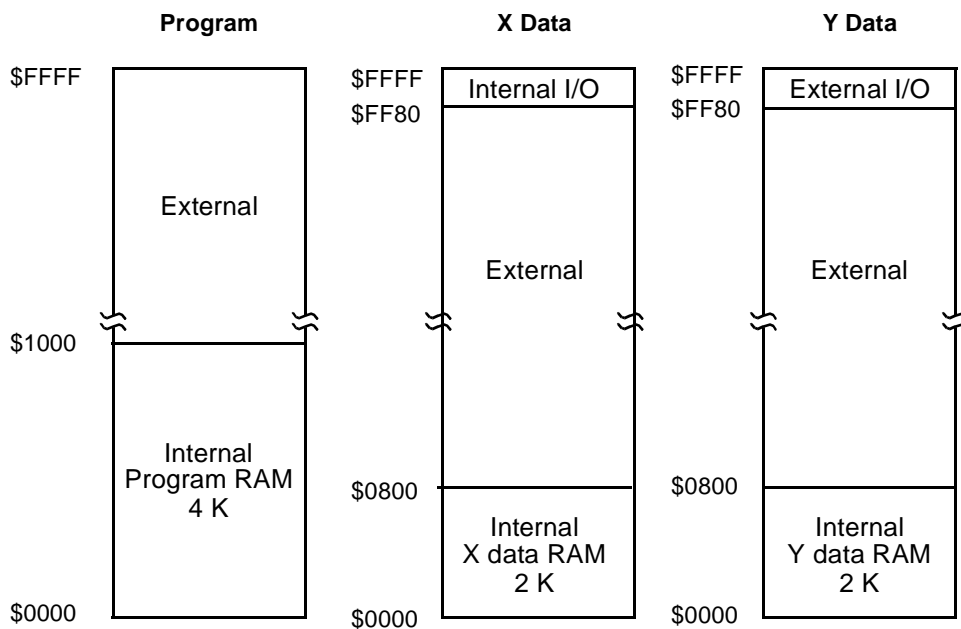 Program
$FFFF
External
$1000
Internal
Program RAM
4 K
$0000
X Data
$FFFF
Internal I/O
$FF80
External
$0800
Internal
X data RAM
2 K
$0000
Y Data
$FFFF
External I/O
$FF80
External
$0800
Internal
Y data RAM
2 K
$0000